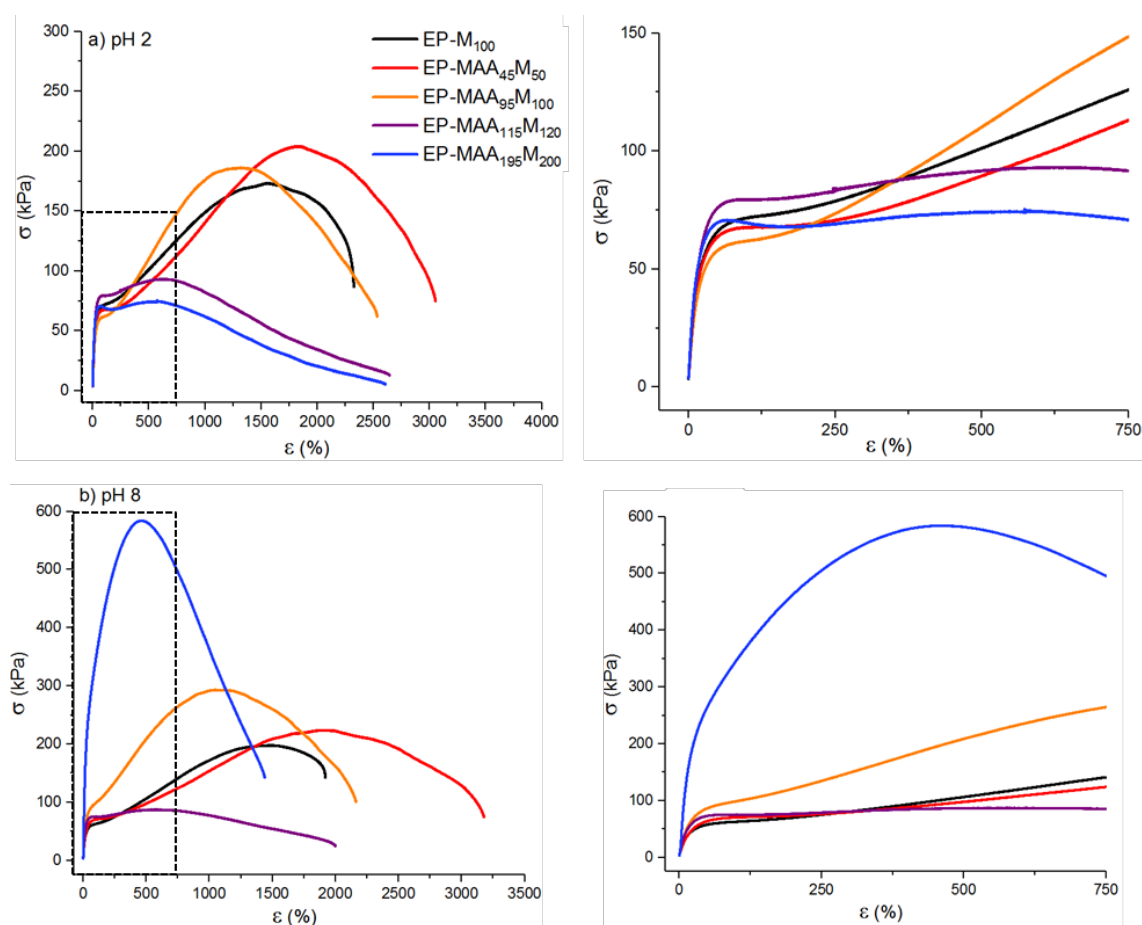 a) pH 2
EP-M₁₀₀
EP-MAA₄₅M₅₀
EP-MAA₉₅M₁₀₀
EP-MAA₁₁₅M₁₂₀
EP-MAA₁₉₅M₂₀₀
σ (kPa)
300
250
200
150
100
50
0
0 500 1000 1500 2000 2500 3000 3500 4000
ε (%)
σ (kPa)
150
100
50
0
0 250 500 750
ε (%)
b) pH 8
σ (kPa)
600
500
400
300
200
100
0
0 500 1000 1500 2000 2500 3000 3500
ε (%)
σ (kPa)
600
500
400
300
200
100
0
0 250 500 750
ε (%)